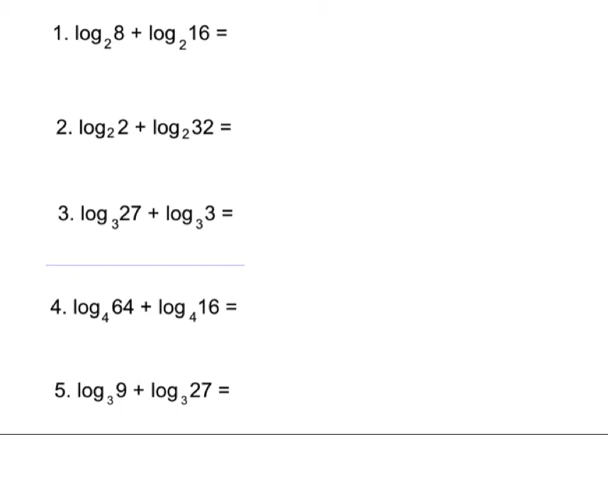 1. log₂8 + log₂16 =
2. log₂2 + log₂32 =
3. log₃27 + log₃3 =
4. log₄64 + log₄16 =
5. log₃9 + log₃27 =